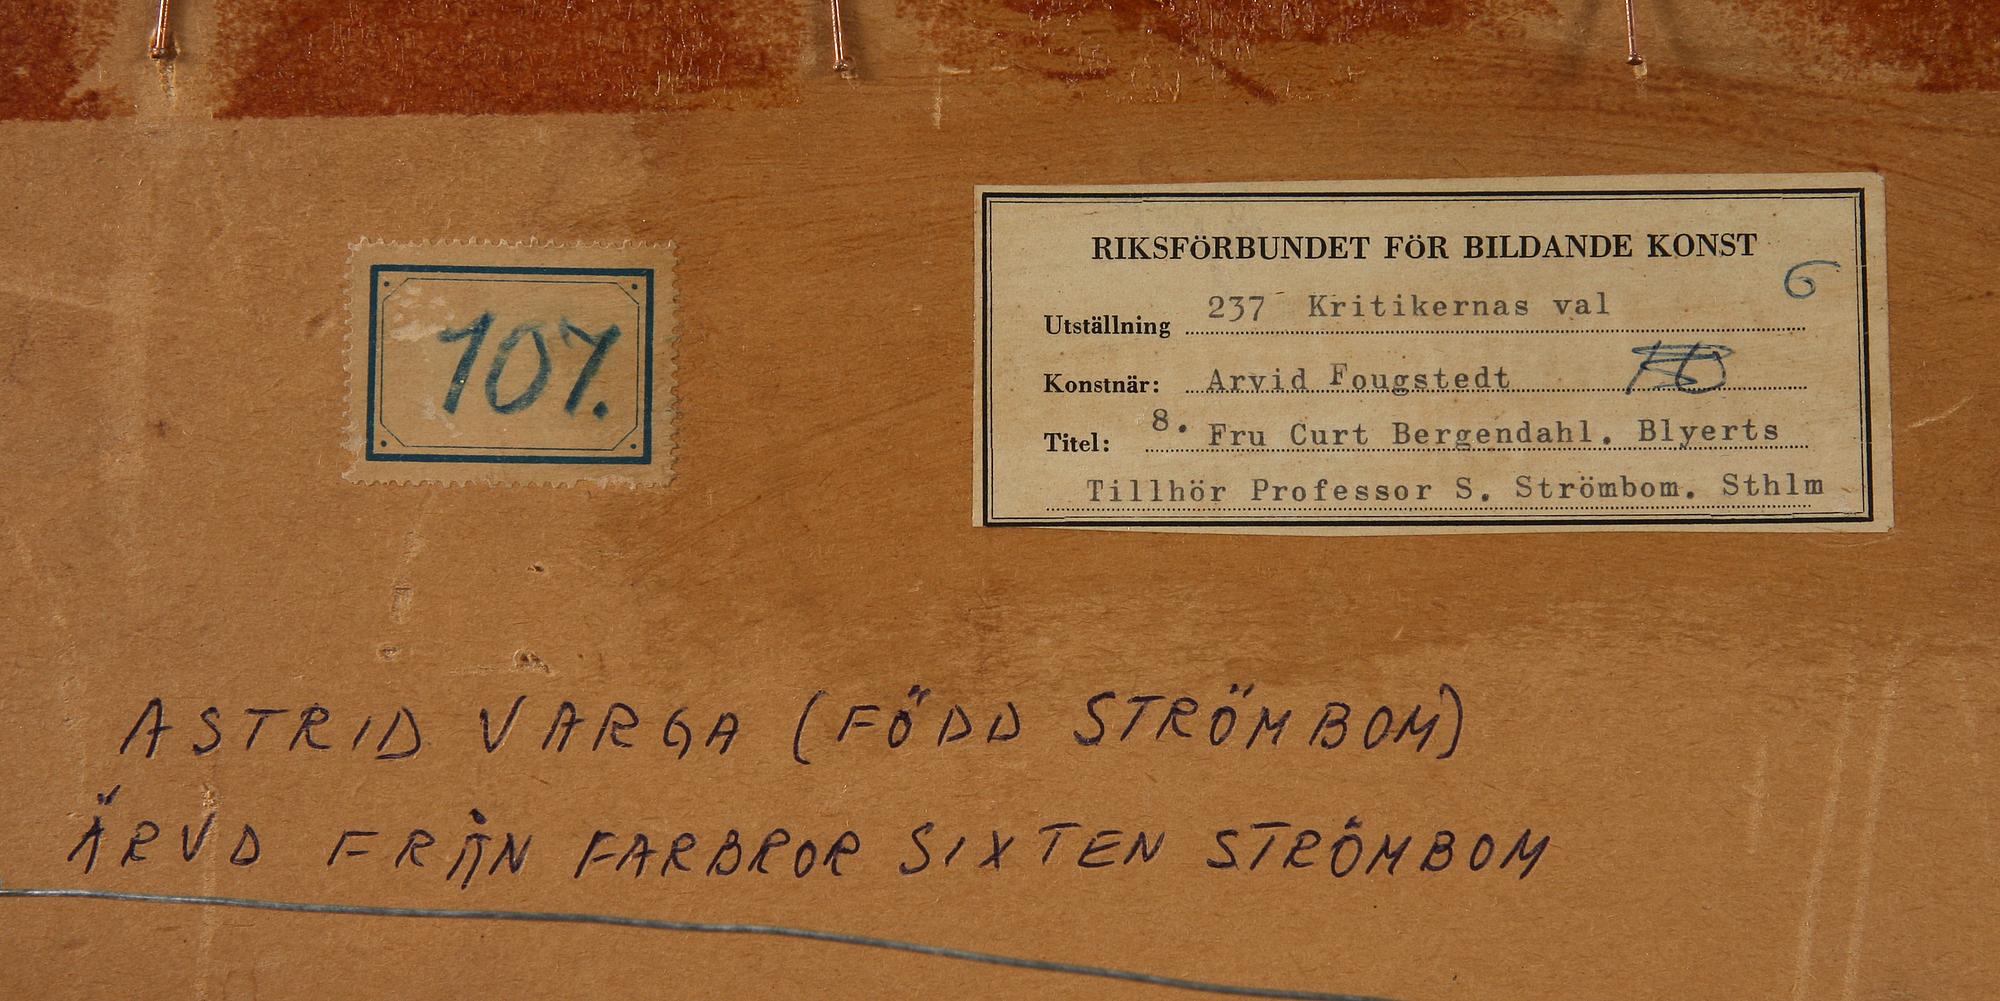 107.
RIKSFÖRBUNDET FÖR BILDANDE KONST
6
Utställning 237 Kritikernas val
Konstnär: Arvid Fougstedt
Titel: 8. Fru Curt Bergendahl. Blyerts
Tillhör Professor S. Strömbom. Sthlm
ASTRID VARGA (FÖDD STRÖMBOM)
ÄRVD FRÅN FARBROR SIXTEN STRÖMBOM